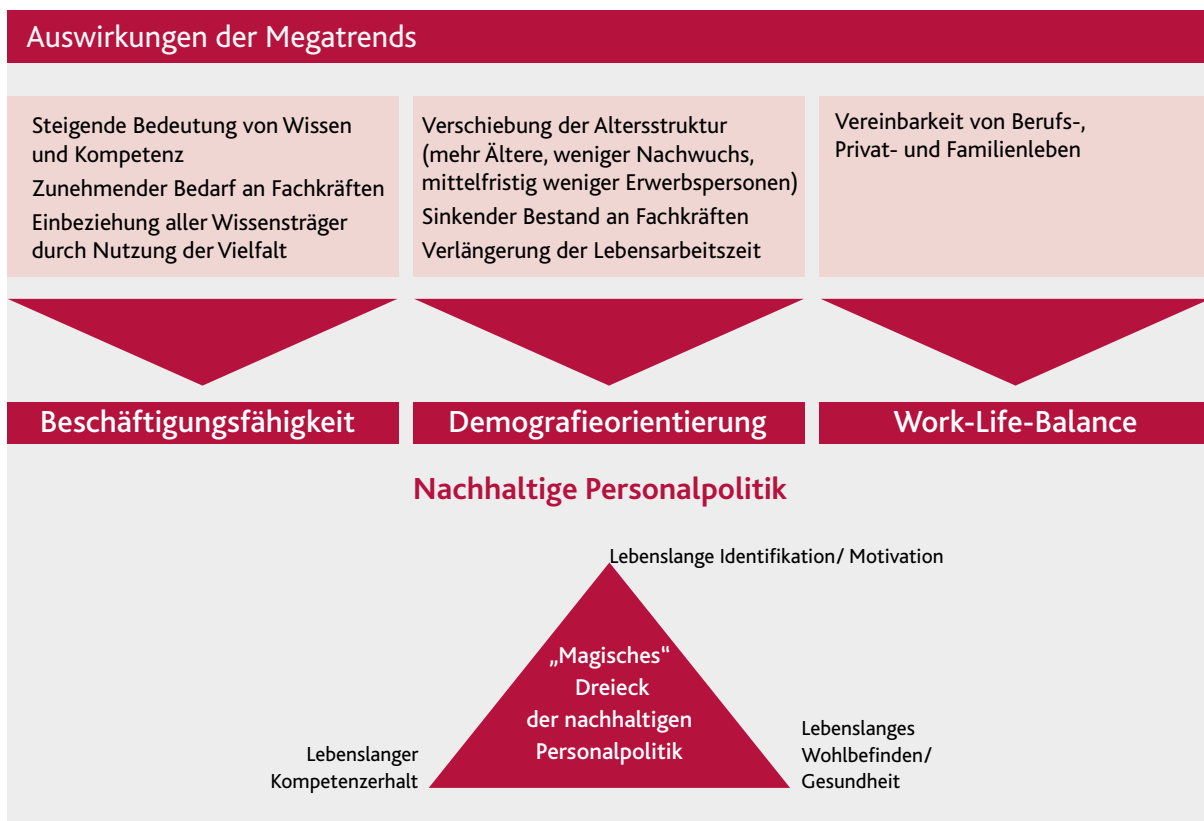 Auswirkungen der Megatrends
Steigende Bedeutung von Wissen
und Kompetenz
Zunehmender Bedarf an Fachkräften
Einbeziehung aller Wissensträger
durch Nutzung der Vielfalt
Verschiebung der Altersstruktur
(mehr Ältere, weniger Nachwuchs,
mittelfristig weniger Erwerbspersonen)
Sinkender Bestand an Fachkräften
Verlängerung der Lebensarbeitszeit
Vereinbarkeit von Berufs-,
Privat- und Familienleben
Beschäftigungsfähigkeit
Demografieorientierung
Work-Life-Balance
Nachhaltige Personalpolitik
Lebenslange Identifikation/ Motivation
„Magisches“
Dreieck
der nachhaltigen
Personalpolitik
Lebenslanger
Kompetenzerhalt
Lebenslanges
Wohlbefinden/
Gesundheit